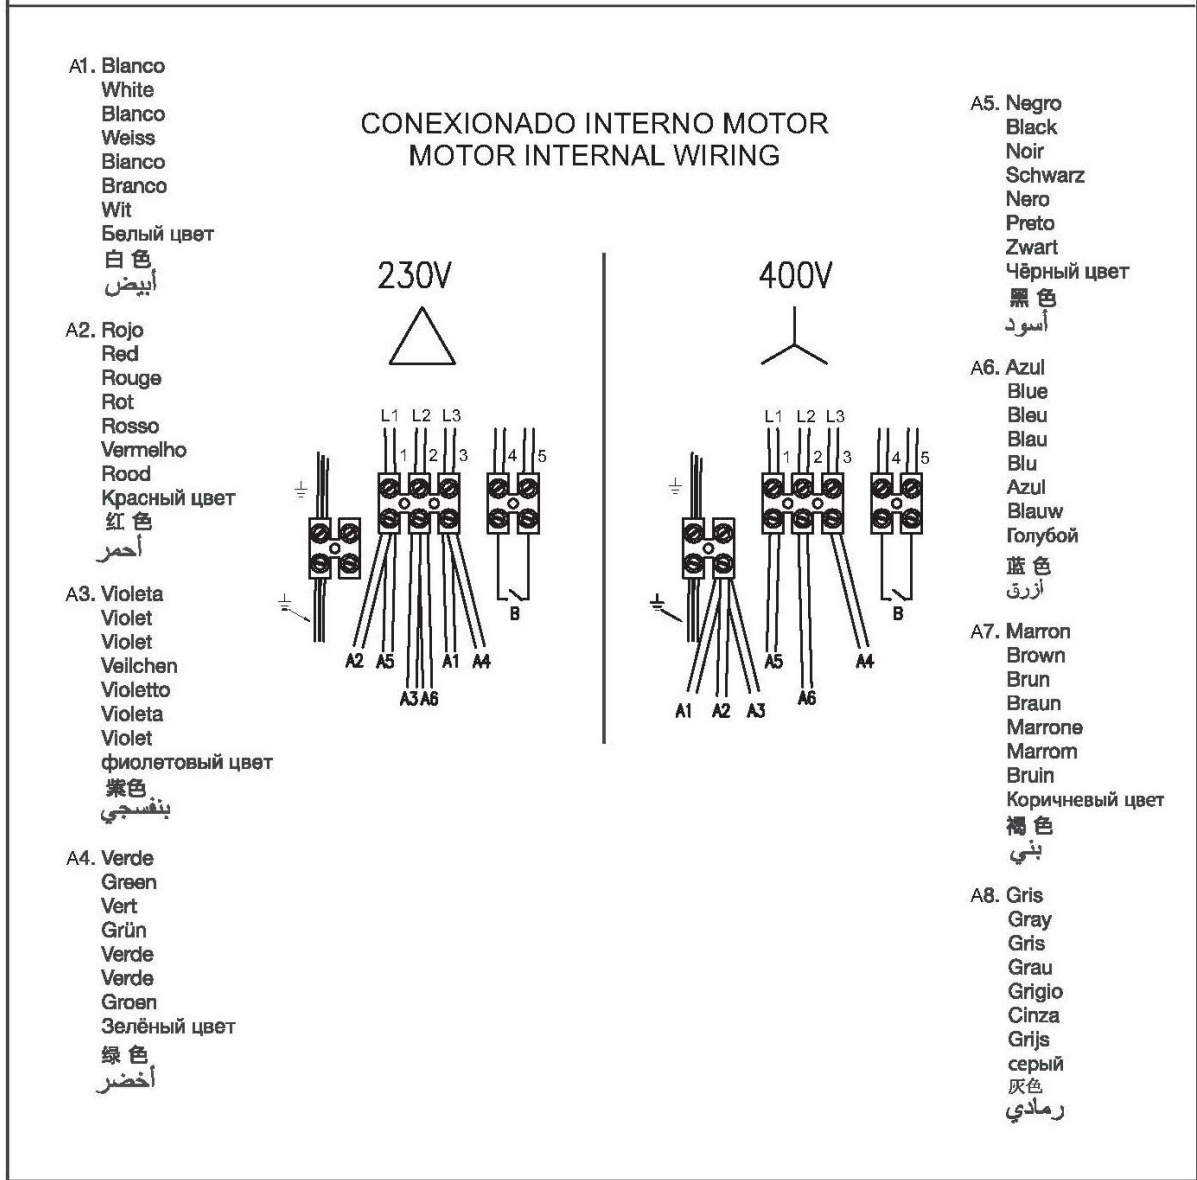 A1. Blanco
White
Blanco
Weiss
Bianco
Branco
Wit
Белый цвет
白 色
أبيض
A2. Rojo
Red
Rouge
Rot
Rosso
Vermelho
Rood
Красный цвет
红 色
أحمر
A3. Violeta
Violet
Violet
Veilchen
Violetto
Violeta
Violet
фиолетовый цвет
紫色
بنفسجي
A4. Verde
Green
Vert
Grün
Verde
Verde
Groen
Зелёный цвет
绿 色
أخضر
CONEXIONADO INTERNO MOTOR
MOTOR INTERNAL WIRING
230V
L1 L2 L3
1 2 3 4 5
B
A2 A5 A1 A4
A3 A6
400V
L1 L2 L3
1 2 3 4 5
B
A5 A4
A1 A2 A3 A6
A5. Negro
Black
Noir
Schwarz
Nero
Preto
Zwart
Чёрный цвет
黑 色
أسود
A6. Azul
Blue
Bleu
Blau
Blu
Azul
Blauw
Голубой
蓝 色
أزرق
A7. Marron
Brown
Brun
Braun
Marrone
Marrom
Bruin
Коричневый цвет
褐 色
بني
A8. Gris
Gray
Gris
Grau
Grigio
Cinza
Grijs
серый
灰色
رمادي